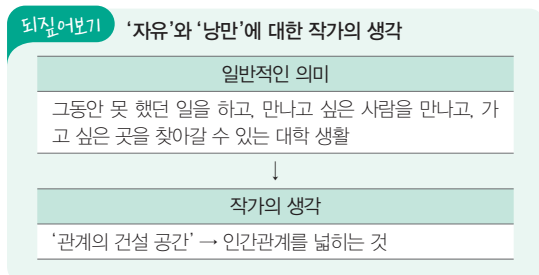 되짚어보기 '자유'와 '낭만'에 대한 작가의 생각
일반적인 의미
그동안 못 했던 일을 하고, 만나고 싶은 사람을 만나고, 가
고 싶은 곳을 찾아갈 수 있는 대학 생활
↓
작가의 생각
'관계의 건설 공간' → 인간관계를 넓히는 것